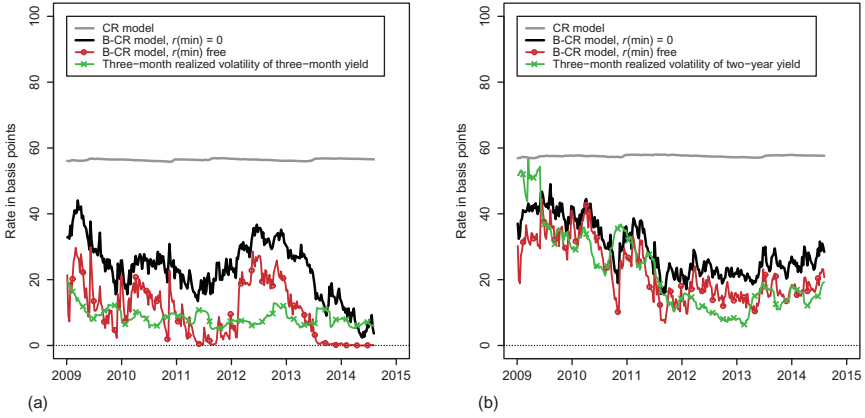 CR model
B-CR model, r(min) = 0
B-CR model, r(min) free
Three-month realized volatility of three-month yield
Rate in basis points
100
80
60
40
20
0
2009 2010 2011 2012 2013 2014 2015
(a)
CR model
B-CR model, r(min) = 0
B-CR model, r(min) free
Three-month realized volatility of two-year yield
Rate in basis points
100
80
60
40
20
0
2009 2010 2011 2012 2013 2014 2015
(b)